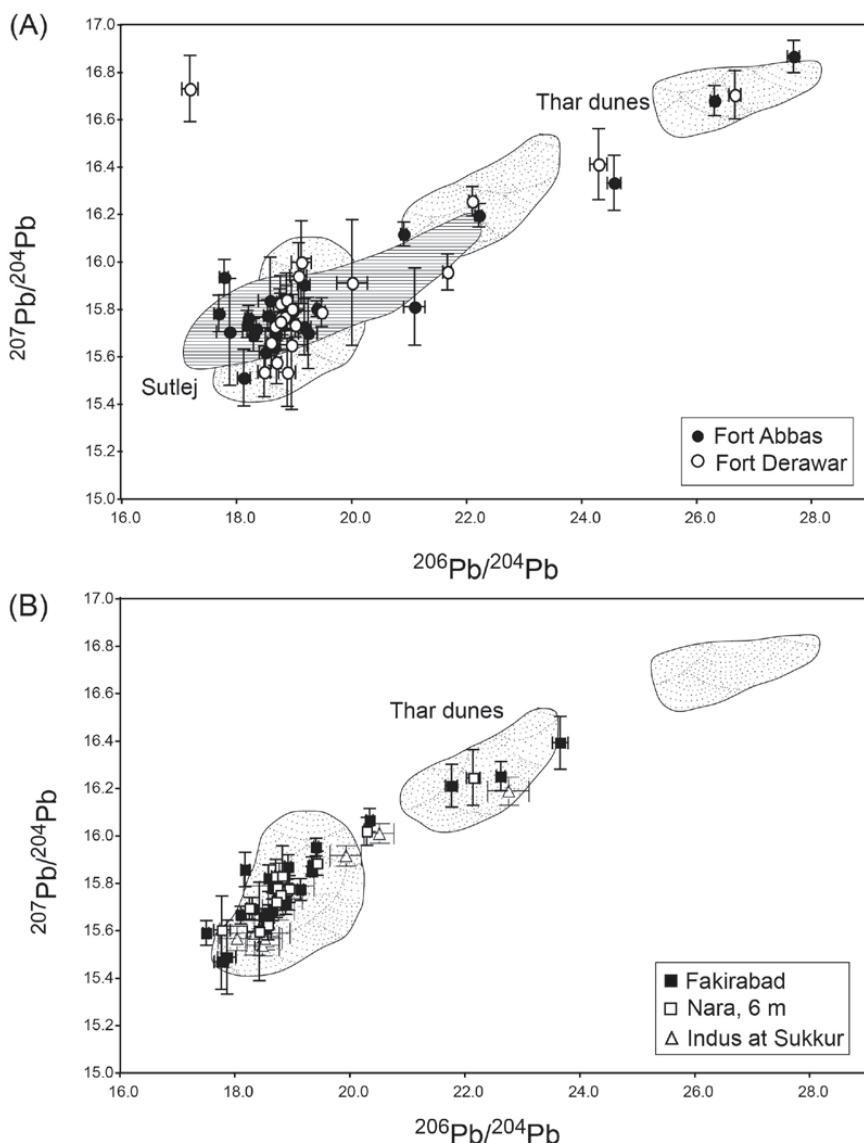 (A)
17.0
16.8
16.6
16.4
16.2
16.0
15.8
15.6
15.4
15.2
15.0
²⁰⁷Pb/²⁰⁴Pb
Thar dunes
Sutlej
Fort Abbas
Fort Derawar
16.0 18.0 20.0 22.0 24.0 26.0 28.0
²⁰⁶Pb/²⁰⁴Pb
(B)
17.0
16.8
16.6
16.4
16.2
16.0
15.8
15.6
15.4
15.2
15.0
²⁰⁷Pb/²⁰⁴Pb
Thar dunes
Fakirabad
Nara, 6 m
Indus at Sukkur
16.0 18.0 20.0 22.0 24.0 26.0 28.0
²⁰⁶Pb/²⁰⁴Pb